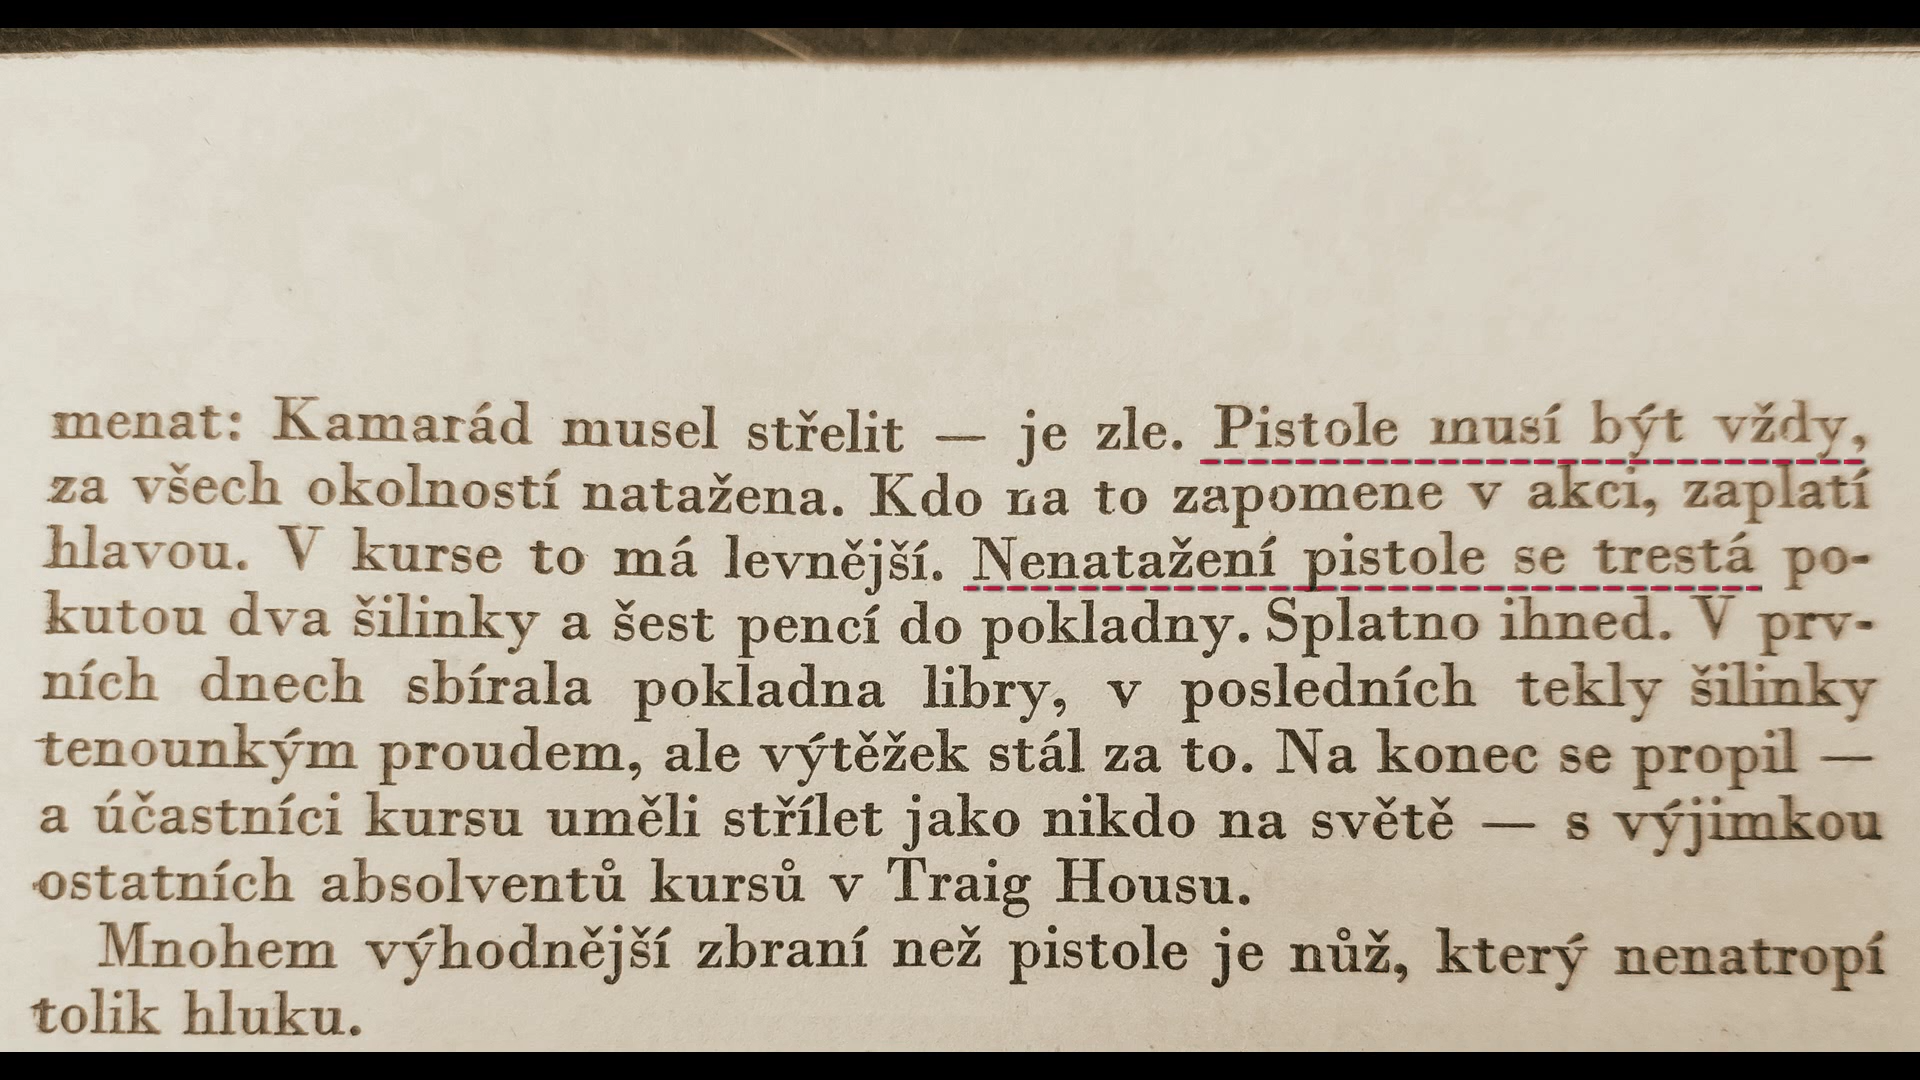 menat: Kamarád musel střelit — je zle. Pistole musí být vždy,
za všech okolností natažena. Kdo na to zapomene v akci, zaplatí
hlavou. V kurse to má levnější. Nenatažení pistole se trestá po-
kutou dva šilinky a šest pencí do pokladny. Splatno ihned. V prv-
ních dnech sbírala pokladna libry, v posledních tekly šilinky
tenounkým proudem, ale výtěžek stál za to. Na konec se propil —
a účastníci kursu uměli střílet jako nikdo na světě — s výjimkou
ostatních absolventů kursů v Traig Housu.
Mnohem výhodnější zbraní než pistole je nůž, který nenatropí
tolik hluku.